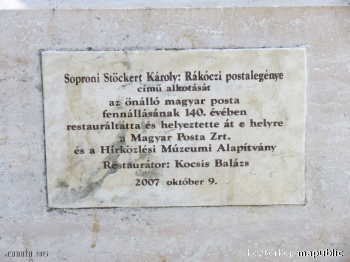 Soproni Stöckert Károly: Rákóczi postalegénye
című alkotását
az önálló magyar posta
fennállásának 140. évében
restauráltatta és helyeztette át e helyre
a Magyar Posta Zrt.
és a Hírközlési Múzeumi Alapítvány
Restaurátor: Kocsis Balázs
2007 október 9.
kozterkep.mapublic